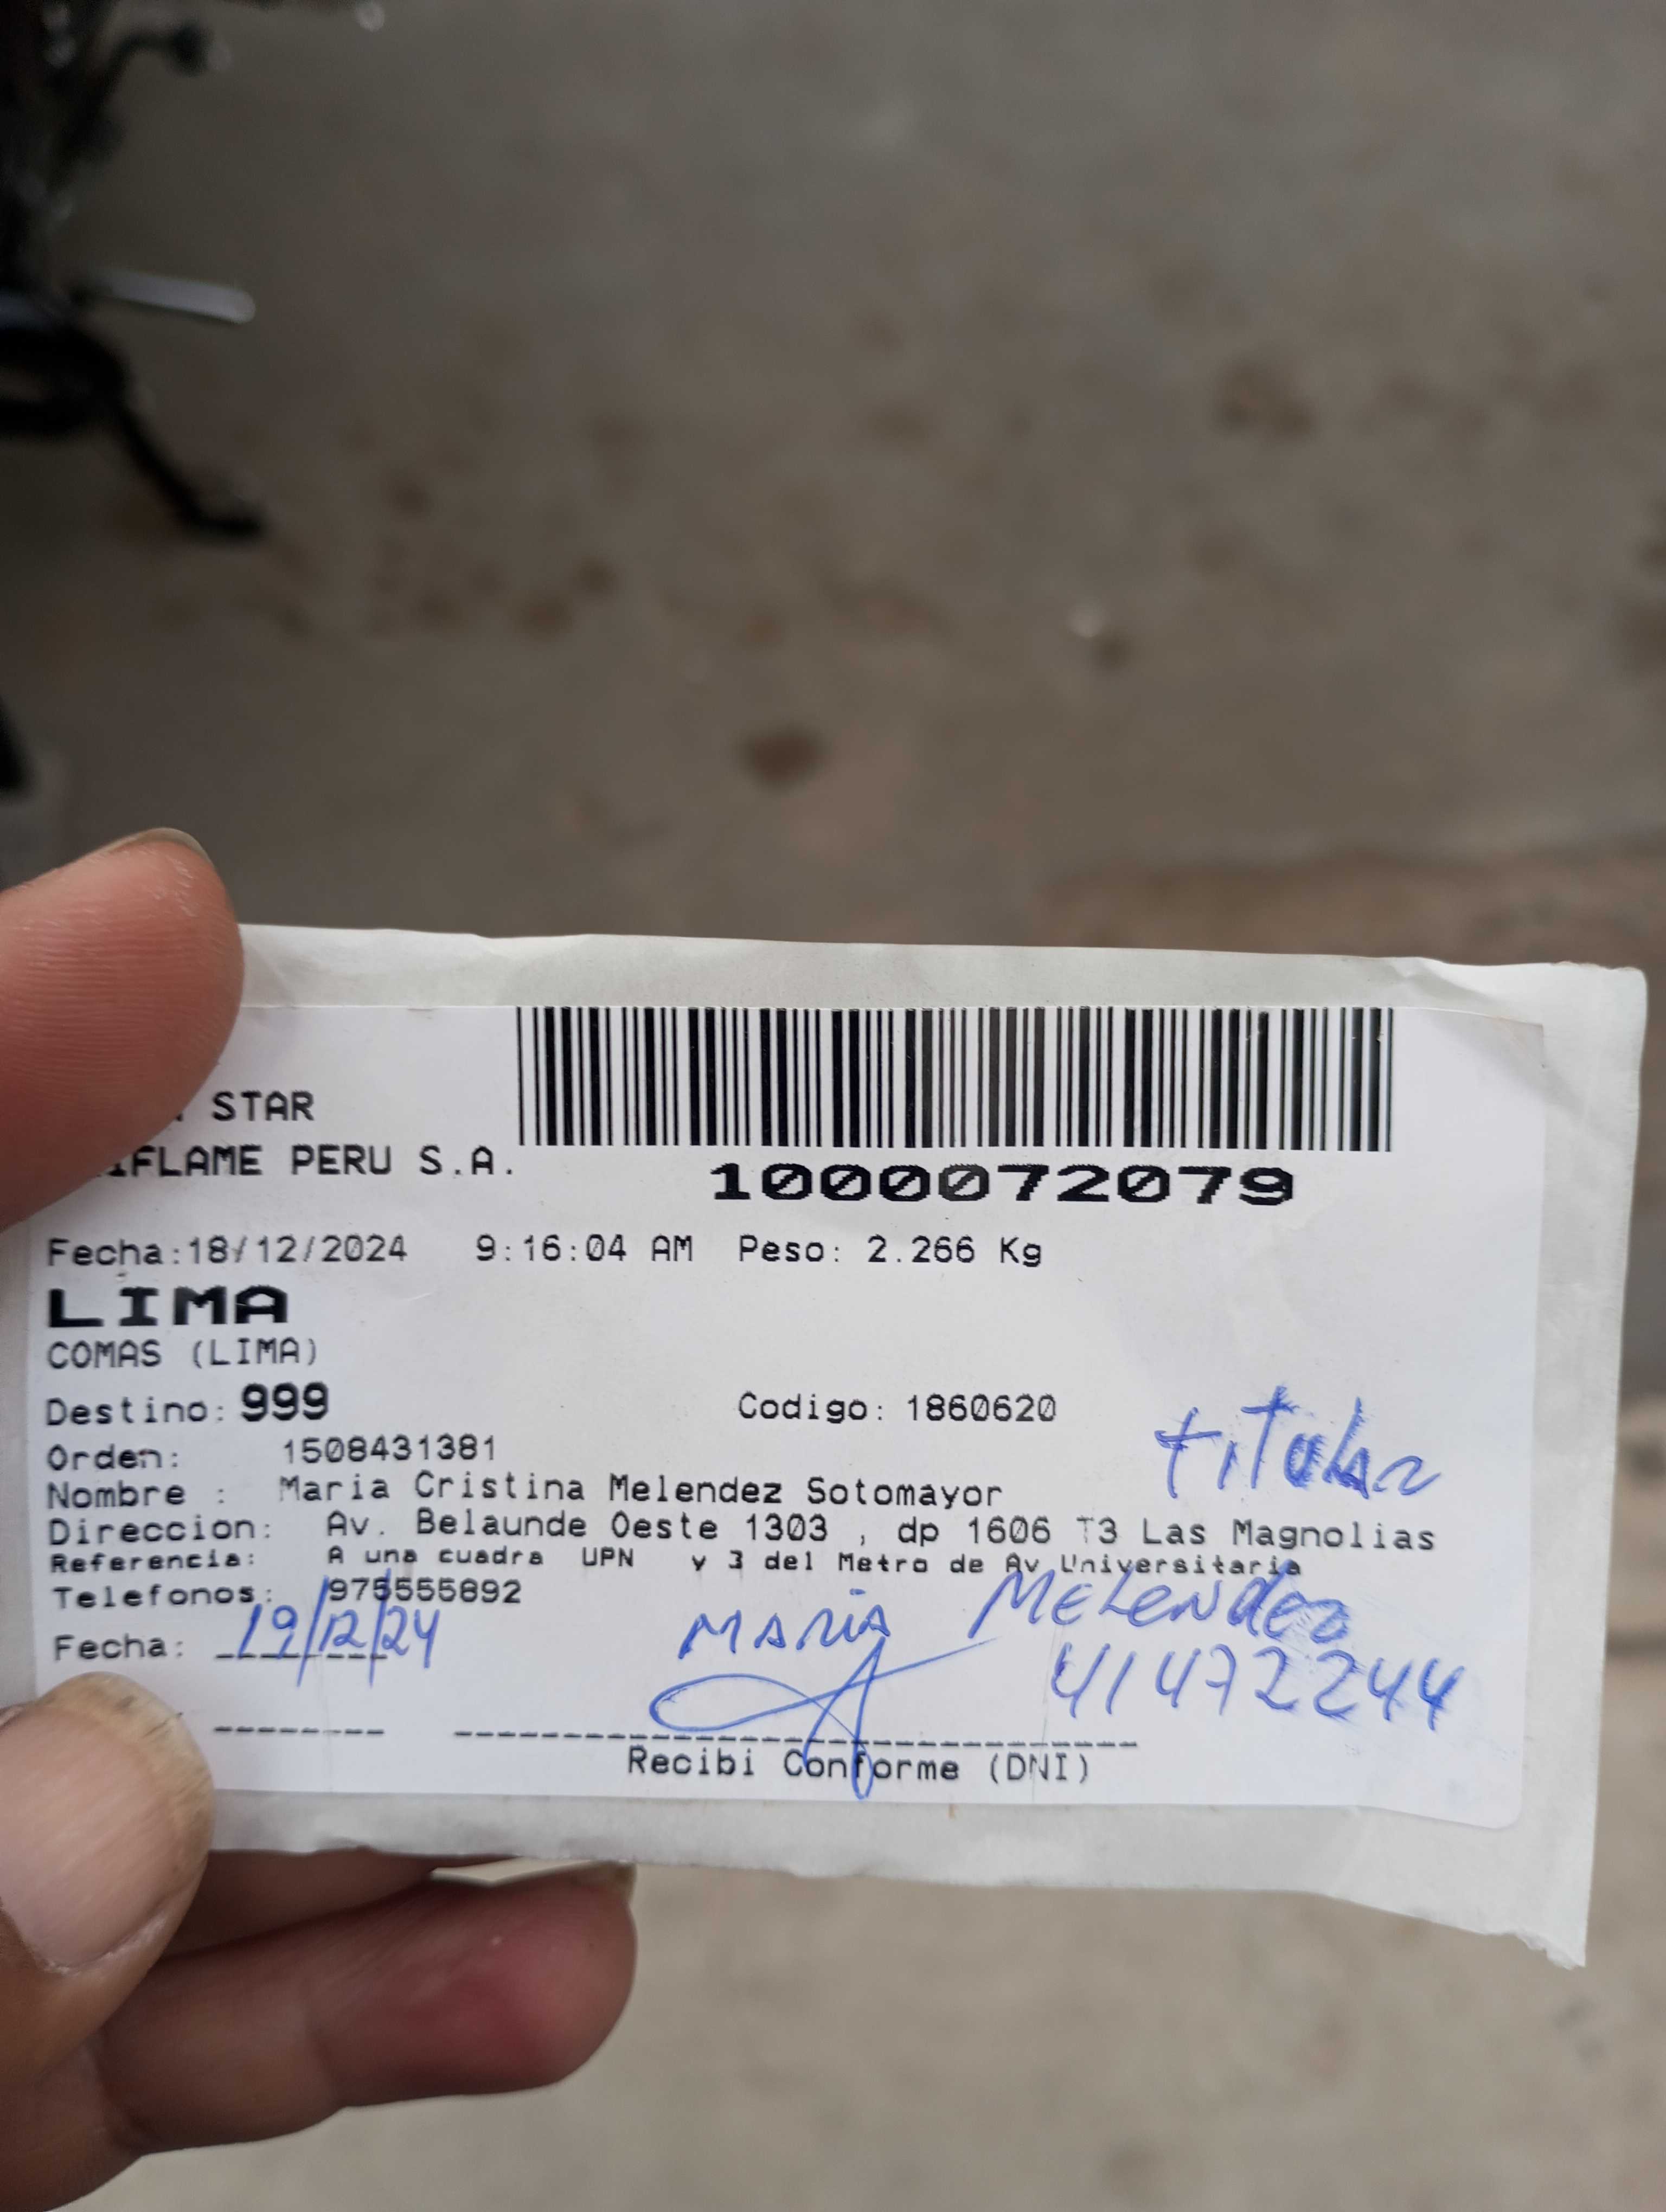 STAR
IFLAME PERU S.A.
1000072079
Fecha:18/12/2024 9:16:04 AM Peso: 2.266 Kg
LIMA
COMAS (LIMA)
Destino: 999 Codigo: 1860620
titular
Orden: 1508431381
Nombre : Maria Cristina Melendez Sotomayor
Direccion: Av. Belaunde Oeste 1303 , dp 1606 T3 Las Magnolias
Referencia: A una cuadra UPN y 3 del Metro de Av Universitaria
Telefonos: 975555892
Fecha: 19/12/24 MARIA MELENDEZ
41472244
Recibi Conforme (DNI)